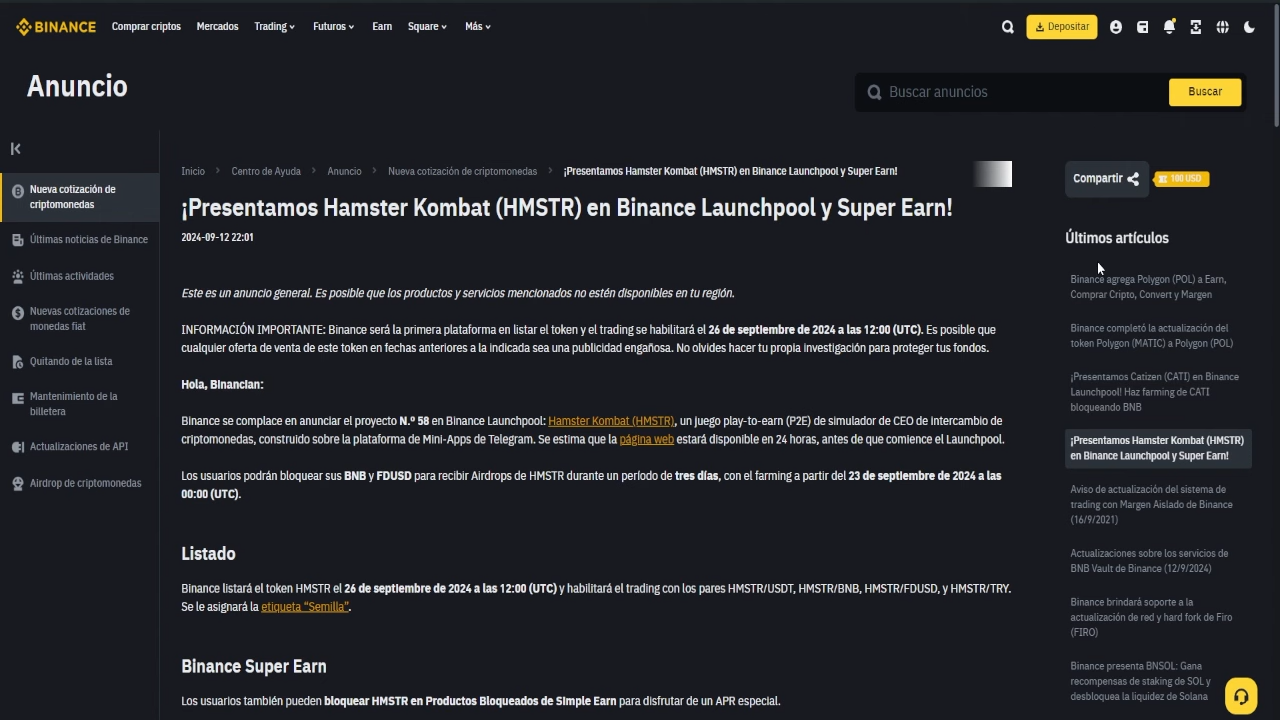 BINANCE Comprar criptos Mercados Trading Futuros Earn Square Más Depositar
Anuncio
Buscar anuncios Buscar
Nueva cotización de
criptomonedas
Últimas noticias de Binance
Últimas actividades
Nuevas cotizaciones de
monedas fiat
Quitando de la lista
Mantenimiento de la
billetera
Actualizaciones de API
Airdrop de criptomonedas
Inicio > Centro de Ayuda > Anuncio > Nueva cotización de criptomonedas > ¡Presentamos Hamster Kombat (HMSTR) en Binance Launchpool y Super Earn!
¡Presentamos Hamster Kombat (HMSTR) en Binance Launchpool y Super Earn!
2024-09-12 22:01
Este es un anuncio general. Es posible que los productos y servicios mencionados no estén disponibles en tu región.
INFORMACIÓN IMPORTANTE: Binance será la primera plataforma en listar el token y el trading se habilitará el 26 de septiembre de 2024 a las 12:00 (UTC). Es posible que
cualquier oferta de venta de este token en fechas anteriores a la indicada sea una publicidad engañosa. No olvides hacer tu propia investigación para proteger tus fondos.
Hola, Binancian:
Binance se complace en anunciar el proyecto N.º 58 en Binance Launchpool: Hamster Kombat (HMSTR), un juego play-to-earn (P2E) de simulador de CEO de intercambio de
criptomonedas, construido sobre la plataforma de Mini-Apps de Telegram. Se estima que la página web estará disponible en 24 horas, antes de que comience el Launchpool.
Los usuarios podrán bloquear sus BNB y FDUSD para recibir Airdrops de HMSTR durante un período de tres días, con el farming a partir del 23 de septiembre de 2024 a las
00:00 (UTC).
Listado
Binance listará el token HMSTR el 26 de septiembre de 2024 a las 12:00 (UTC) y habilitará el trading con los pares HMSTR/USDT, HMSTR/BNB, HMSTR/FDUSD, y HMSTR/TRY.
Se le asignará la etiqueta “Semilla”.
Binance Super Earn
Los usuarios también pueden bloquear HMSTR en Productos Bloqueados de Simple Earn para disfrutar de un APR especial.
Compartir 100 USD
Últimos artículos
Binance agrega Polygon (POL) a Earn,
Comprar Cripto, Convert y Margen
Binance completó la actualización del
token Polygon (MATIC) a Polygon (POL)
¡Presentamos Catizen (CATI) en Binance
Launchpool! Haz farming de CATI
bloqueando BNB
¡Presentamos Hamster Kombat (HMSTR)
en Binance Launchpool y Super Earn!
Aviso de actualización del sistema de
trading con Margen Aislado de Binance
(16/9/2021)
Actualizaciones sobre los servicios de
BNB Vault de Binance (12/9/2024)
Binance brindará soporte a la
actualización de red y hard fork de Firo
(FIRO)
Binance presenta BNSOL: Gana
recompensas de staking de SOL y
desbloquea la liquidez de Solana